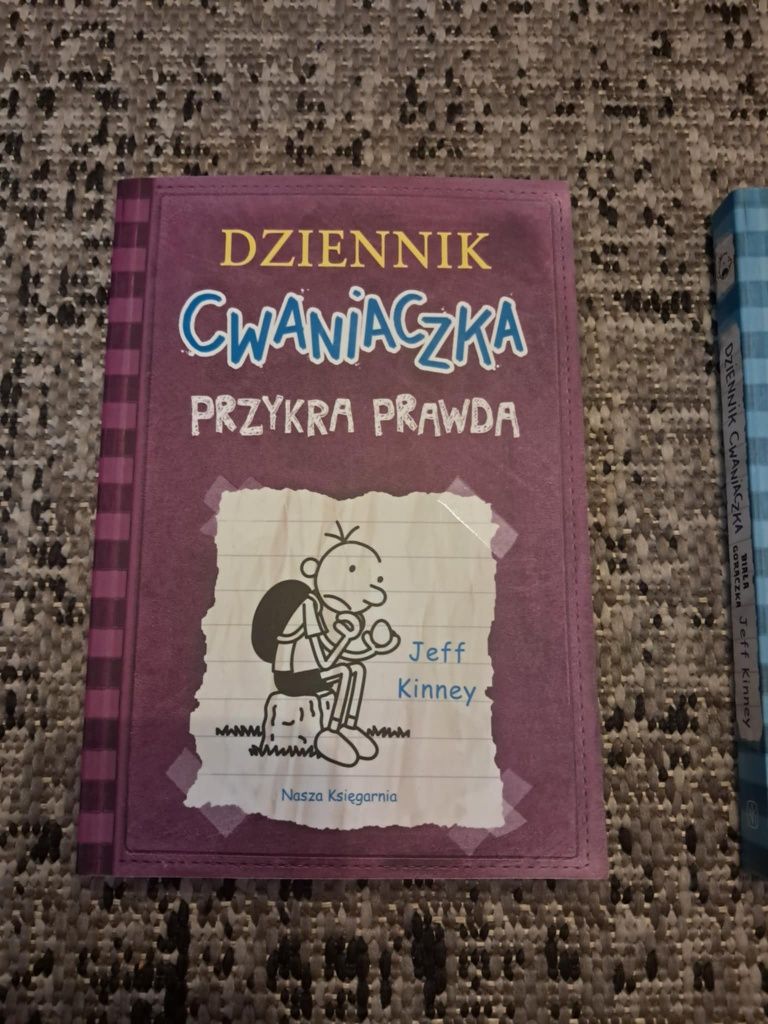 DZIENNIK
CWANIACZKA
PRZYKRA PRAWDA
Jeff
Kinney
Nasza Księgarnia
DZIENNIK CWANIACZKA
BIAŁA
GORĄCZKA
Jeff Kinney